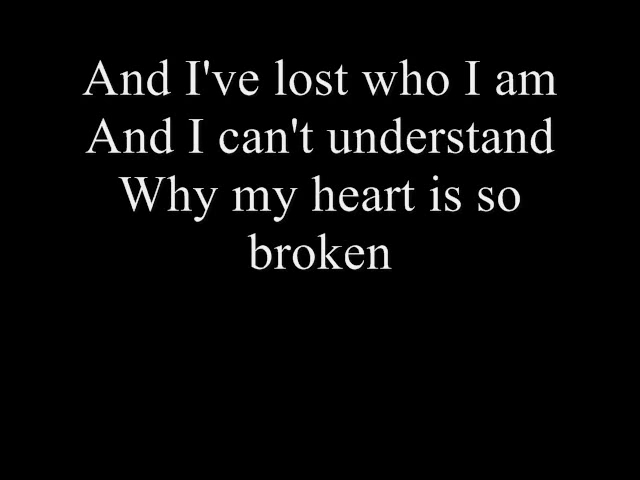 And I've lost who I am
And I can't understand
Why my heart is so
broken